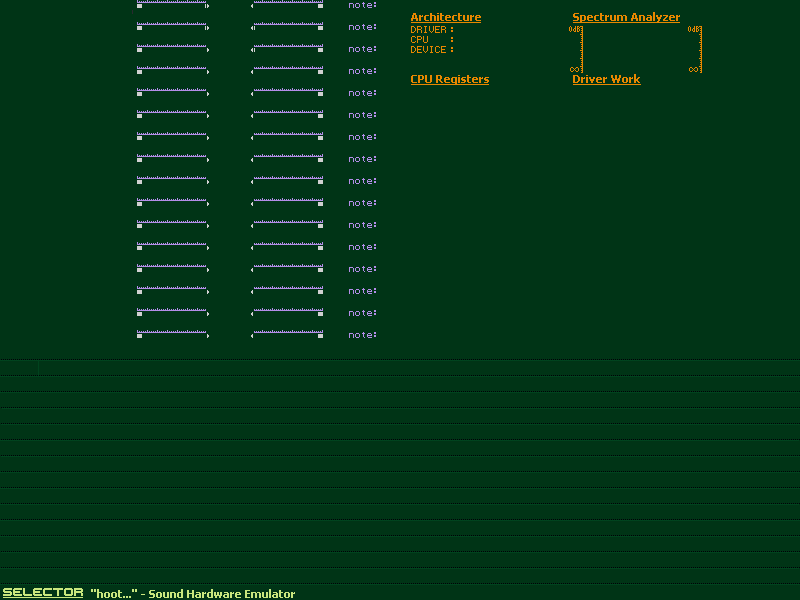 note:
Architecture Spectrum Analyzer
note:
DRIVER : 0dB 0dB
CPU :
note:
DEVICE :
note:
∞ ∞
CPU Registers Driver Work
note:
note:
note:
note:
note:
note:
note:
note:
note:
note:
note:
note:
SELECTOR "hoot..." - Sound Hardware Emulator